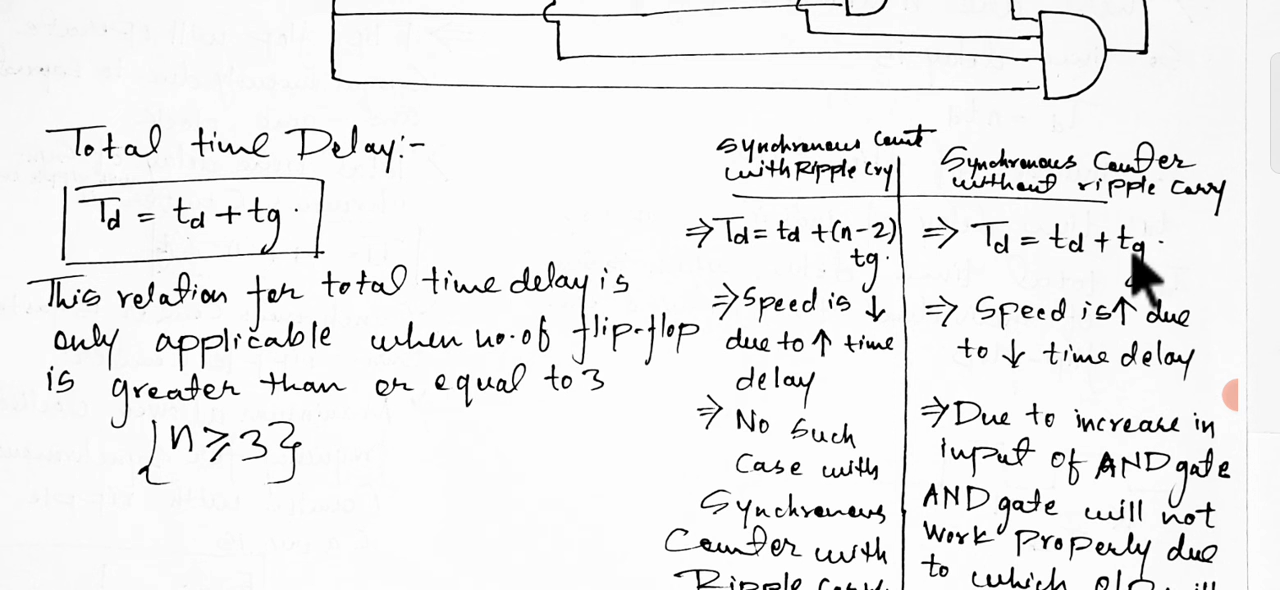 Total time Delay:-
Td = td + tg.
This relation for total time delay is
only applicable when no. of flip-flop
is greater than or equal to 3
{n ≥ 3}
Synchronous Count
with Ripple Cry
⇒ Td = td + (n-2)
tg.
⇒ Speed is ↓
due to ↑ time
delay
⇒ No Such
Case with
Synchronous
Counter with
Ripple Carry
Synchronous Counter
without ripple carry
⇒ Td = td + tg.
⇒ Speed is ↑ due
to ↓ time delay
⇒ Due to increase in
input of AND gate
AND gate will not
work properly due
to which